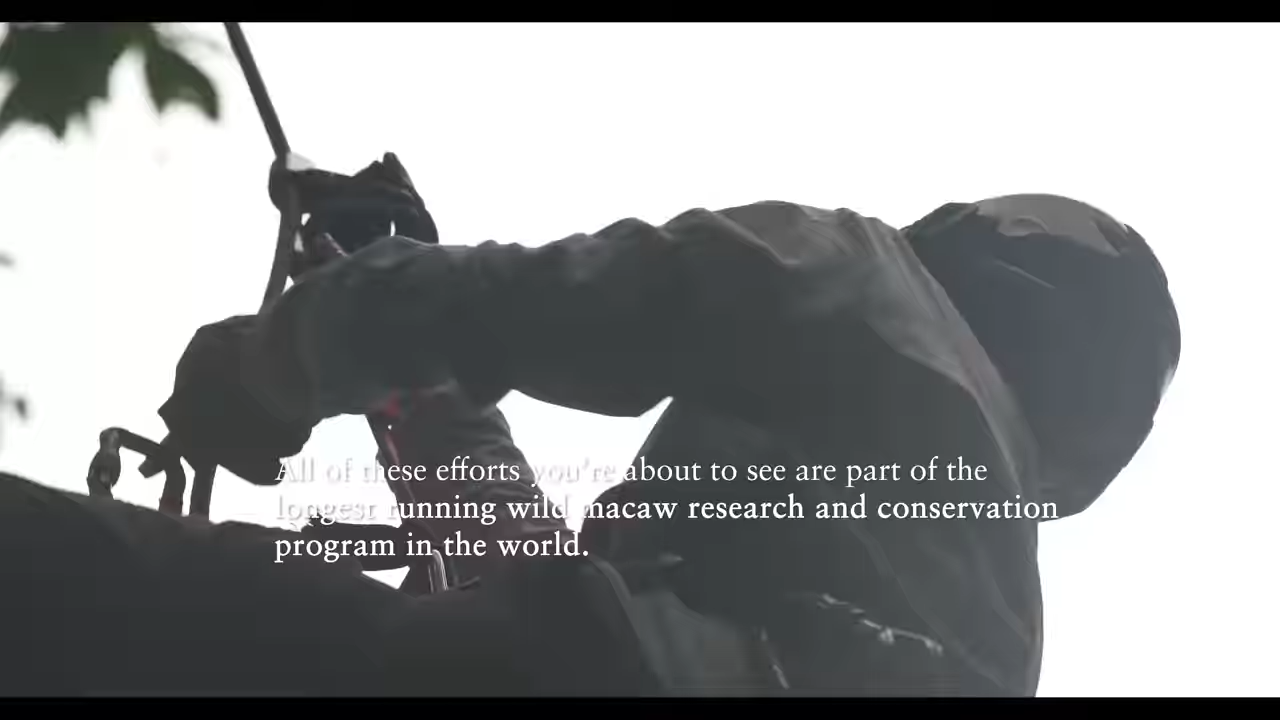 All of these efforts you're about to see are part of the
longest running wild macaw research and conservation
program in the world.